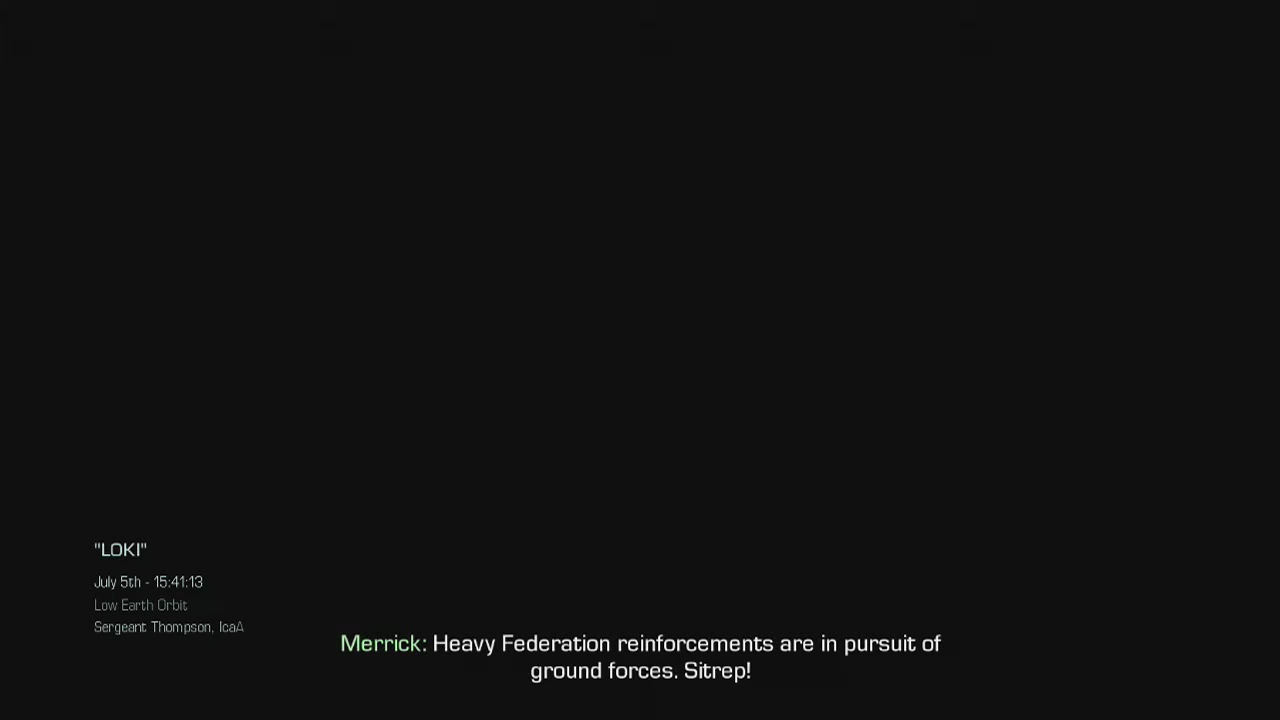 "LOKI"
July 5th - 15:41:13
Low Earth Orbit
Sergeant Thompson, IcaA
Merrick: Heavy Federation reinforcements are in pursuit of
ground forces. Sitrep!